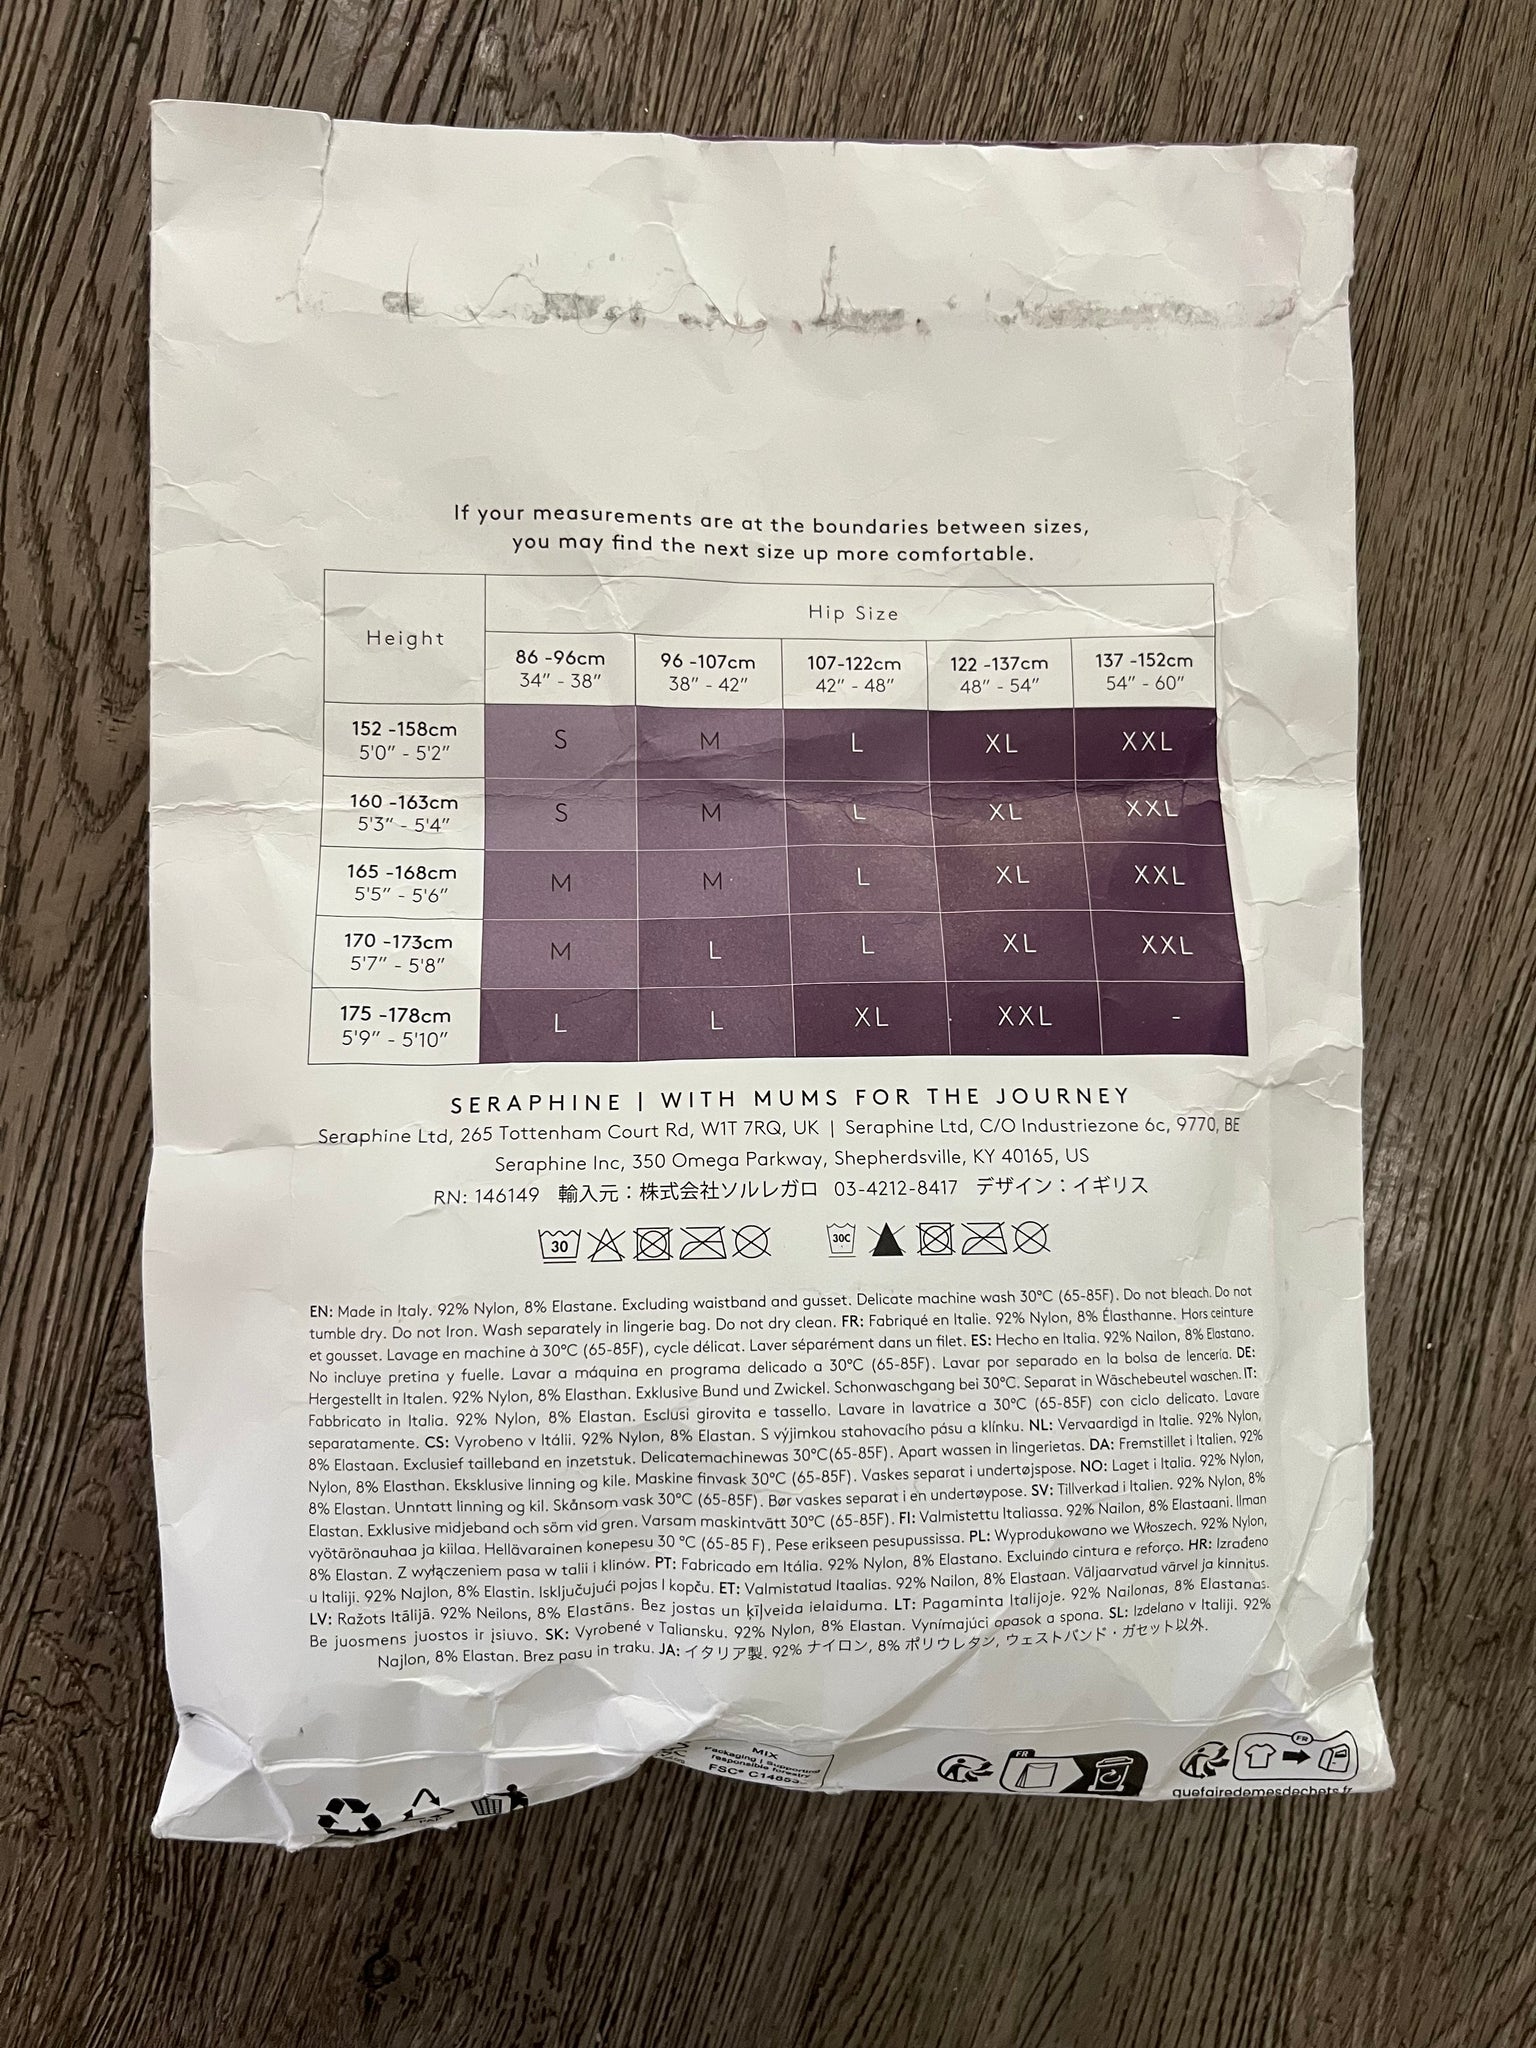 If your measurements are at the boundaries between sizes,
you may find the next size up more comfortable.
Height
Hip Size
86 -96cm 96 -107cm 107-122cm 122 -137cm 137 -152cm
34" - 38" 38" - 42" 42" - 48" 48" - 54" 54" - 60"
152 -158cm
5'0" - 5'2"
S M L XL XXL
160 -163cm
5'3" - 5'4"
S M L XL XXL
165 -168cm
5'5" - 5'6"
M M L XL XXL
170 -173cm
5'7" - 5'8"
M L L XL XXL
175 -178cm
5'9" - 5'10"
L L XL XXL -
SERAPHINE | WITH MUMS FOR THE JOURNEY
Seraphine Ltd, 265 Tottenham Court Rd, W1T 7RQ, UK | Seraphine Ltd, C/O Industriezone 6c, 9770, BE
Seraphine Inc, 350 Omega Parkway, Shepherdsville, KY 40165, US
RN: 146149 輸入元：株式会社ソルレガロ 03-4212-8417 デザイン：イギリス
30 30C
EN: Made in Italy. 92% Nylon, 8% Elastane. Excluding waistband and gusset. Delicate machine wash 30°C (65-85F). Do not bleach. Do not
tumble dry. Do not Iron. Wash separately in lingerie bag. Do not dry clean. FR: Fabriqué en Italie. 92% Nylon, 8% Élasthanne. Hors ceinture
et gousset. Lavage en machine à 30°C (65-85F), cycle délicat. Laver séparément dans un filet. ES: Hecho en Italia. 92% Nailon, 8% Elastano.
No incluye pretina y fuelle. Lavar a máquina en programa delicado a 30°C (65-85F). Lavar por separado en la bolsa de lencería. DE:
Hergestellt in Italen. 92% Nylon, 8% Elasthan. Exklusive Bund und Zwickel. Schonwaschgang bei 30°C. Separat in Wäschebeutel waschen. IT:
Fabbricato in Italia. 92% Nylon, 8% Elastan. Esclusi girovita e tassello. Lavare in lavatrice a 30°C (65-85F) con ciclo delicato. Lavare
separatamente. CS: Vyrobeno v Itálii. 92% Nylon, 8% Elastan. S výjimkou stahovacího pásu a klínku. NL: Vervaardigd in Italie. 92% Nylon,
8% Elastaan. Exclusief tailleband en inzetstuk. Delicatemachinewas 30°C(65-85F). Apart wassen in lingerietas. DA: Fremstillet i Italien. 92%
Nylon, 8% Elasthan. Eksklusive linning og kile. Maskine finvask 30°C (65-85F). Vaskes separat i undertøjspose. NO: Laget i Italia. 92% Nylon,
8% Elastan. Unntatt linning og kil. Skånsom vask 30°C (65-85F). Bør vaskes separat i en undertøypose. SV: Tillverkad i Italien. 92% Nylon, 8%
Elastan. Exklusive midjeband och söm vid gren. Varsam maskintvätt 30°C (65-85F). FI: Valmistettu Italiassa. 92% Nailon, 8% Elastaani. Ilman
vyötärönauhaa ja kiilaa. Hellävarainen konepesu 30 °C (65-85 F). Pese erikseen pesupussissa. PL: Wyprodukowano we Włoszech. 92% Nylon,
8% Elastan. Z wyłączeniem pasa w talii i klinów. PT: Fabricado em Itália. 92% Nylon, 8% Elastano. Excluindo cintura e reforço. HR: Izrađeno
u Italiji. 92% Najlon, 8% Elastin. Isključujući pojas I kopču. ET: Valmistatud Itaalias. 92% Nailon, 8% Elastaan. Väljaarvatud värvel ja kinnitus.
LV: Ražots Itālijā. 92% Neilons, 8% Elastāns. Bez jostas un ķīļveida ielaiduma. LT: Pagaminta Italijoje. 92% Nailonas, 8% Elastanas.
Be juosmens juostos ir įsiuvo. SK: Vyrobené v Taliansku. 92% Nylon, 8% Elastan. Vynímajúci opasok a spona. SL: Izdelano v Italiji. 92%
Najlon, 8% Elastan. Brez pasu in traku. JA: イタリア製. 92% ナイロン, 8% ポリウレタン, ウェストバンド・ガセット以外.
MIX
Packaging | Supporting
responsible forestry
FSC®
PAP
FR
FR
quefairedemesdechets.fr